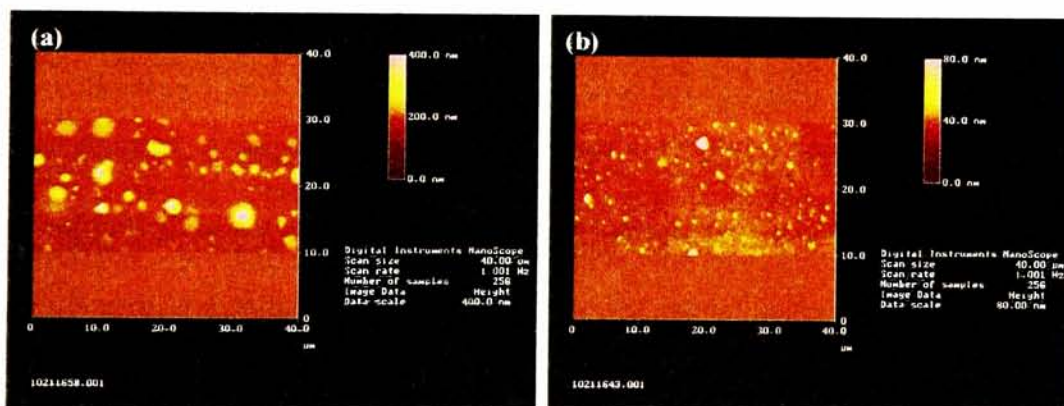 (a)
400.0 nm
200.0 nm
0.0 nm
40.0
30.0
20.0
10.0
0
0
10.0
20.0
30.0
40.0
µm
Digital Instruments NanoScope
Scan size 40.00 µm
Scan rate 1.001 Hz
Number of samples 256
Image Data Height
Data scale 400.0 nm
10211658.001
(b)
80.0 nm
40.0 nm
0.0 nm
40.0
30.0
20.0
10.0
0
0
10.0
20.0
30.0
40.0
µm
Digital Instruments NanoScope
Scan size 40.00 µm
Scan rate 1.001 Hz
Number of samples 256
Image Data Height
Data scale 80.00 nm
10211643.001